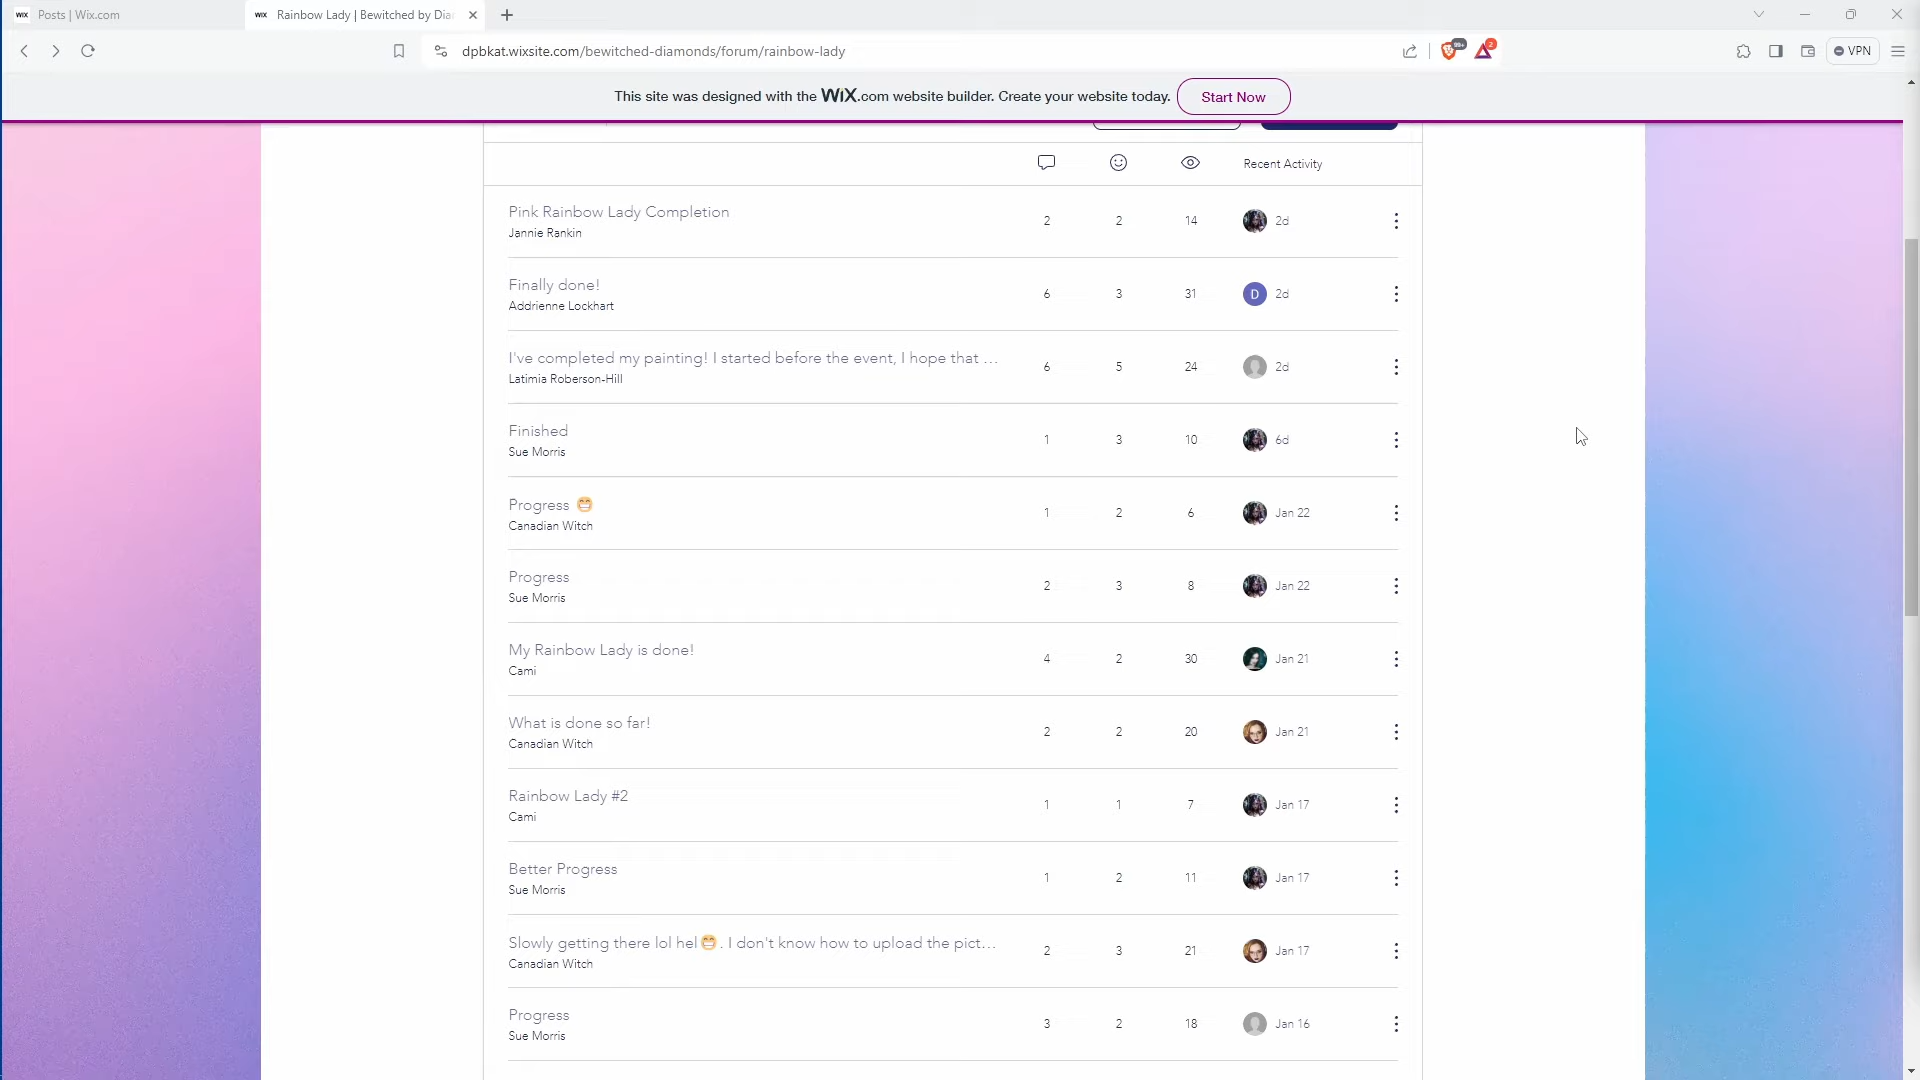 WIX Posts | Wix.com
WIX Rainbow Lady | Bewitched by Dia
dpbkat.wixsite.com/bewitched-diamonds/forum/rainbow-lady
99+
2
VPN
This site was designed with the WiX.com website builder. Create your website today.
Start Now
Recent Activity
Pink Rainbow Lady Completion
Jannie Rankin
2 2 14 2d
Finally done!
Addrienne Lockhart
6 3 31 D 2d
I've completed my painting! I started before the event, I hope that ...
Latimia Roberson-Hill
6 5 24 2d
Finished
Sue Morris
1 3 10 6d
Progress 😁
Canadian Witch
1 2 6 Jan 22
Progress
Sue Morris
2 3 8 Jan 22
My Rainbow Lady is done!
Cami
4 2 30 Jan 21
What is done so far!
Canadian Witch
2 2 20 Jan 21
Rainbow Lady #2
Cami
1 1 7 Jan 17
Better Progress
Sue Morris
1 2 11 Jan 17
Slowly getting there lol hel😁. I don't know how to upload the pict...
Canadian Witch
2 3 21 Jan 17
Progress
Sue Morris
3 2 18 Jan 16